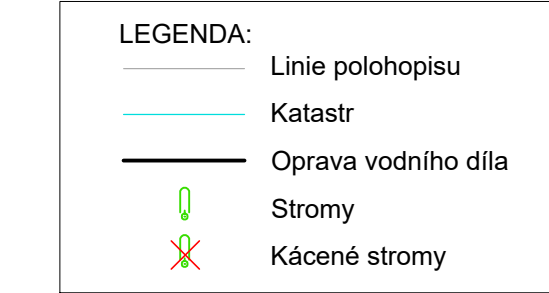 LEGENDA:
Linie polohopisu
Katastr
Oprava vodního díla
Stromy
Kácené stromy